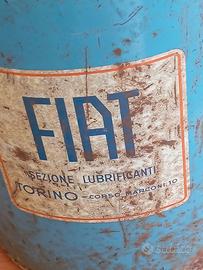 FIAT
SEZIONE LUBRIFICANTI
TORINO - CORSO MARCONI.10